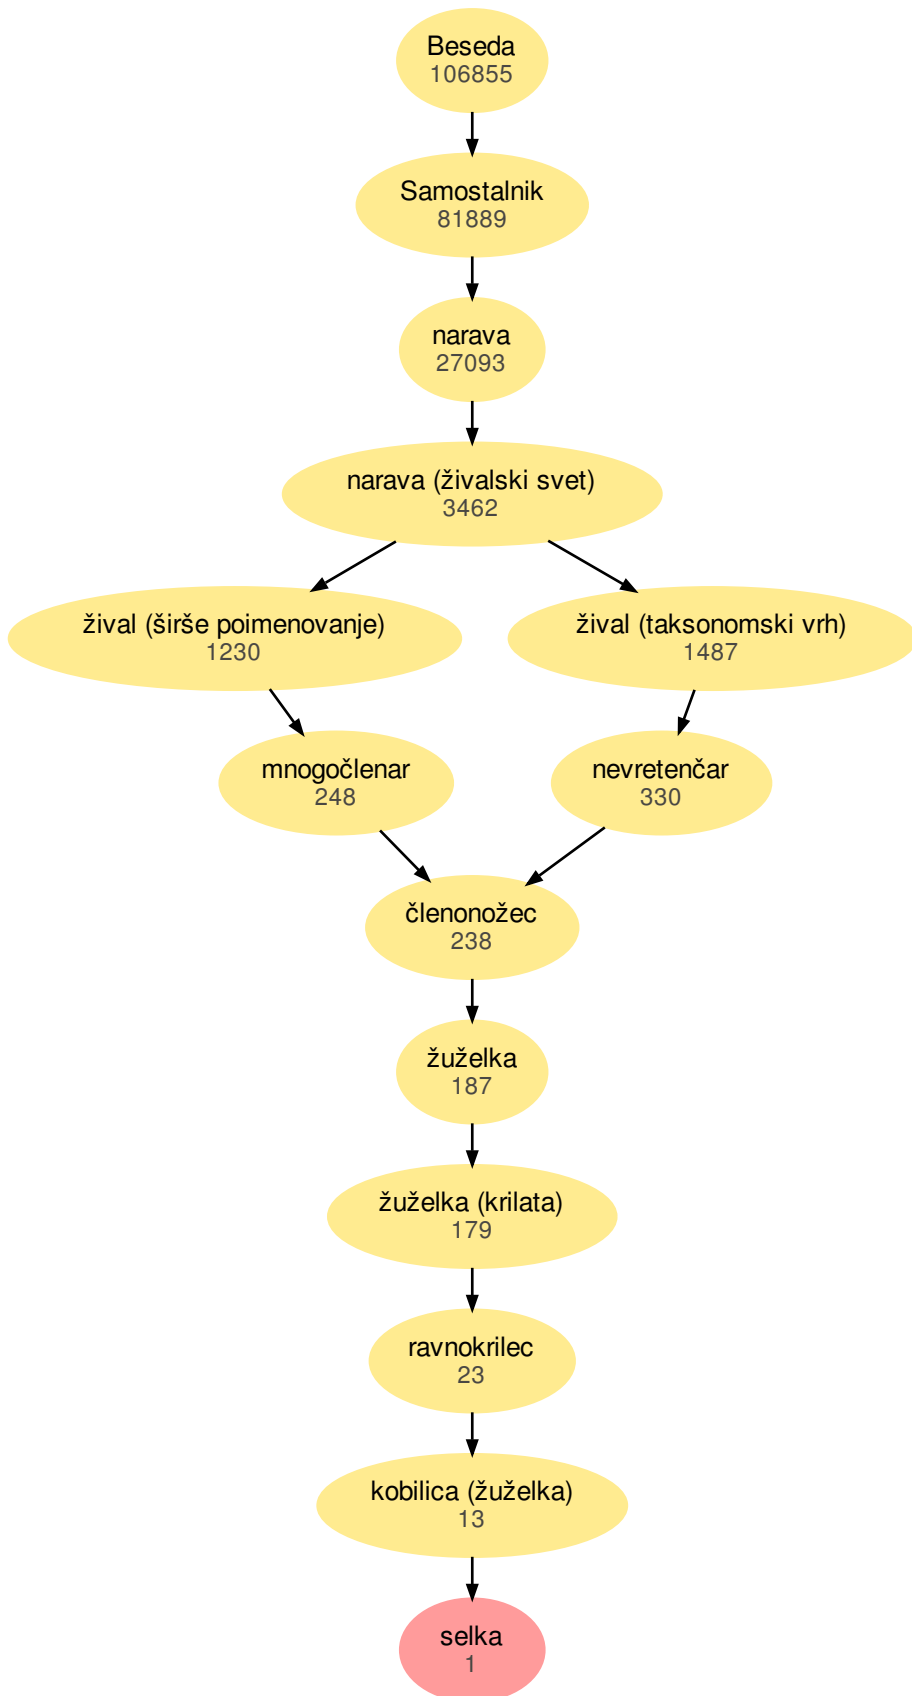 Beseda
106855
Samostalnik
81889
narava
27093
narava (živalski svet)
3462
žival (širše poimenovanje)
1230
žival (taksonomski vrh)
1487
mnogočlenar
248
nevretenčar
330
členonožec
238
žuželka
187
žuželka (krilata)
179
ravnokrilec
23
kobilica (žuželka)
13
selka
1